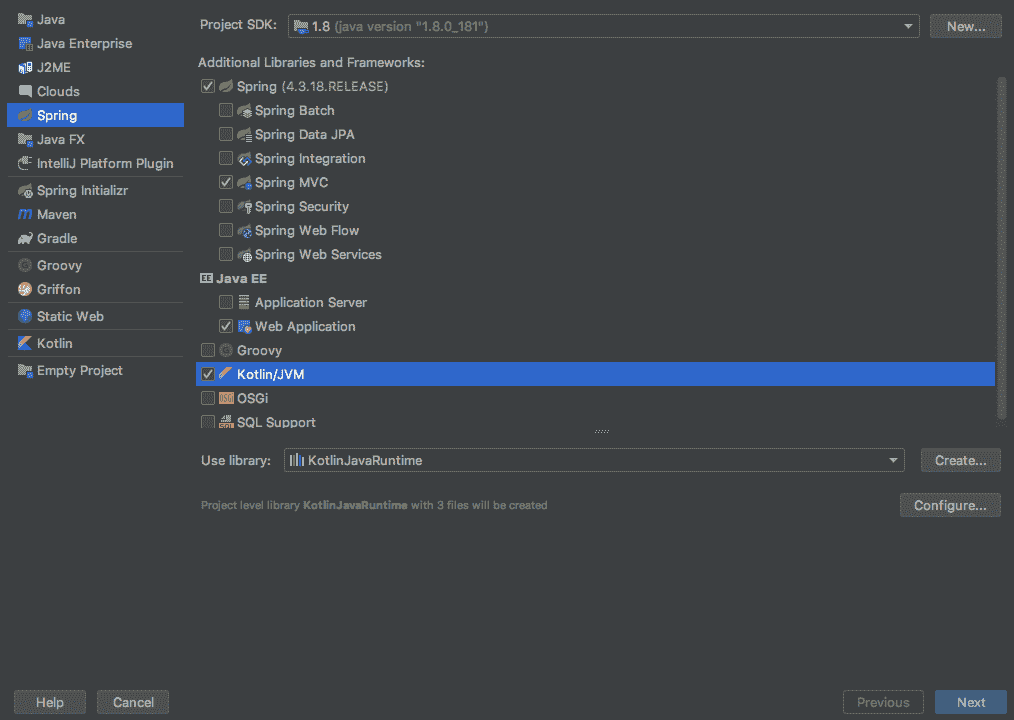 Java
Java Enterprise
J2ME
Clouds
Spring
Java FX
IntelliJ Platform Plugin
Spring Initializr
Maven
Gradle
Groovy
Griffon
Static Web
Kotlin
Empty Project
Project SDK: 1.8 (java version "1.8.0_181") New...
Additional Libraries and Frameworks:
Spring (4.3.18.RELEASE)
Spring Batch
Spring Data JPA
Spring Integration
Spring MVC
Spring Security
Spring Web Flow
Spring Web Services
Java EE
Application Server
Web Application
Groovy
Kotlin/JVM
OSGi
SQL Support
Use library: KotlinJavaRuntime Create...
Project level library KotlinJavaRuntime with 3 files will be created Configure...
Help Cancel Previous Next